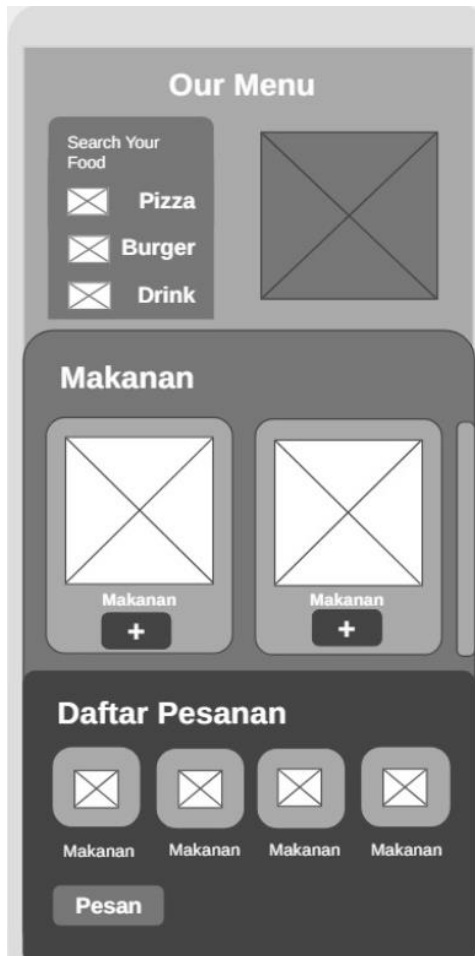 Our Menu
Search Your
Food
Pizza
Burger
Drink
Makanan
Makanan
+
Makanan
+
Daftar Pesanan
Makanan
Makanan
Makanan
Makanan
Pesan